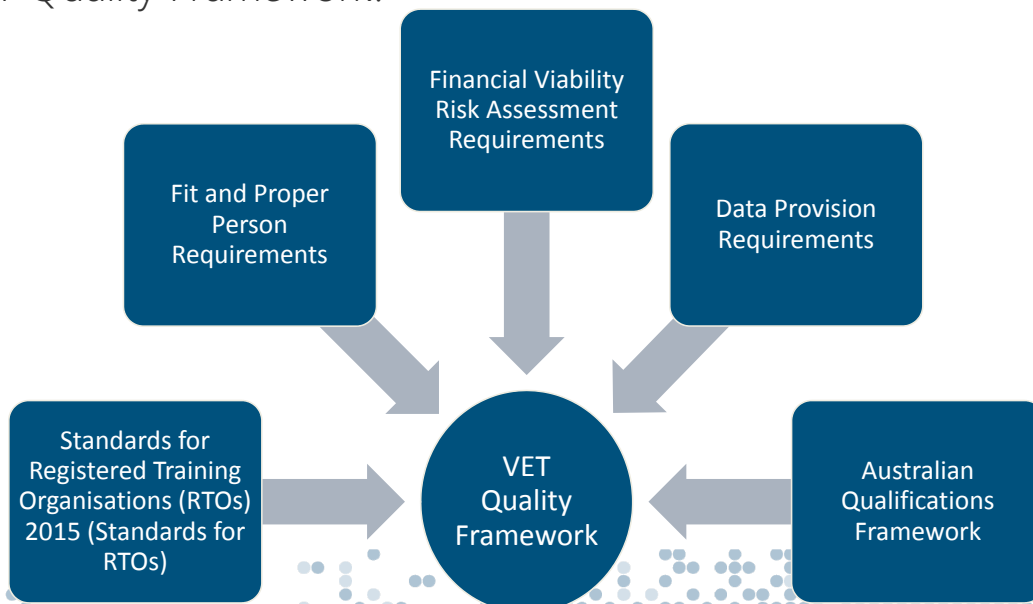 Quality Framework.
Financial Viability
Risk Assessment
Requirements
Fit and Proper
Person
Requirements
Data Provision
Requirements
Standards for
Registered Training
Organisations (RTOs)
2015 (Standards for
RTOs)
VET
Quality
Framework
Australian
Qualifications
Framework